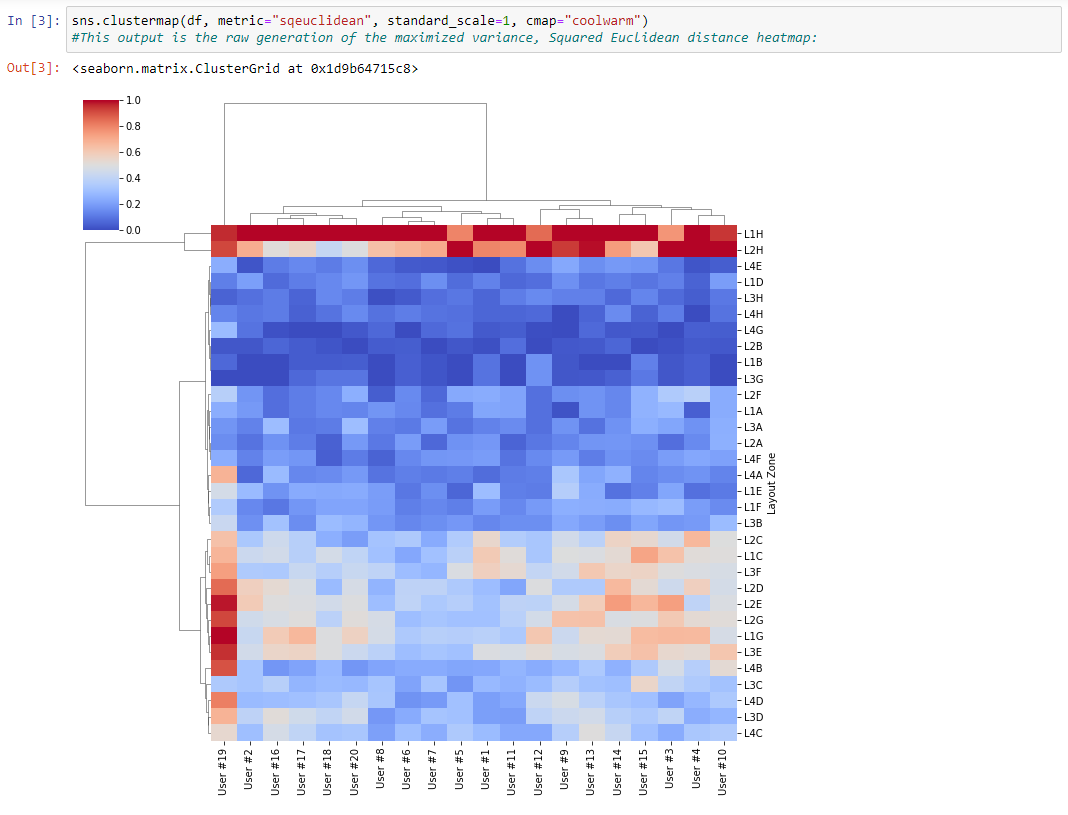 In [3]: sns.clustermap(df, metric="sqeuclidean", standard_scale=1, cmap="coolwarm")
#This output is the raw generation of the maximized variance, Squared Euclidean distance heatmap:
Out[3]: <seaborn.matrix.ClusterGrid at 0x1d9b64715c8>
1.0
0.8
0.6
0.4
0.2
0.0
L1H
L2H
L4E
L1D
L3H
L4H
L4G
L2B
L1B
L3G
L2F
L1A
L3A
L2A
L4F
L4A
L1E
L1F
L3B
L2C
L1C
L3F
L2D
L2E
L2G
L1G
L3E
L4B
L3C
L4D
L3D
L4C
Layout Zone
User #19
User #2
User #16
User #17
User #18
User #20
User #8
User #6
User #7
User #5
User #1
User #11
User #12
User #9
User #13
User #14
User #15
User #3
User #4
User #10